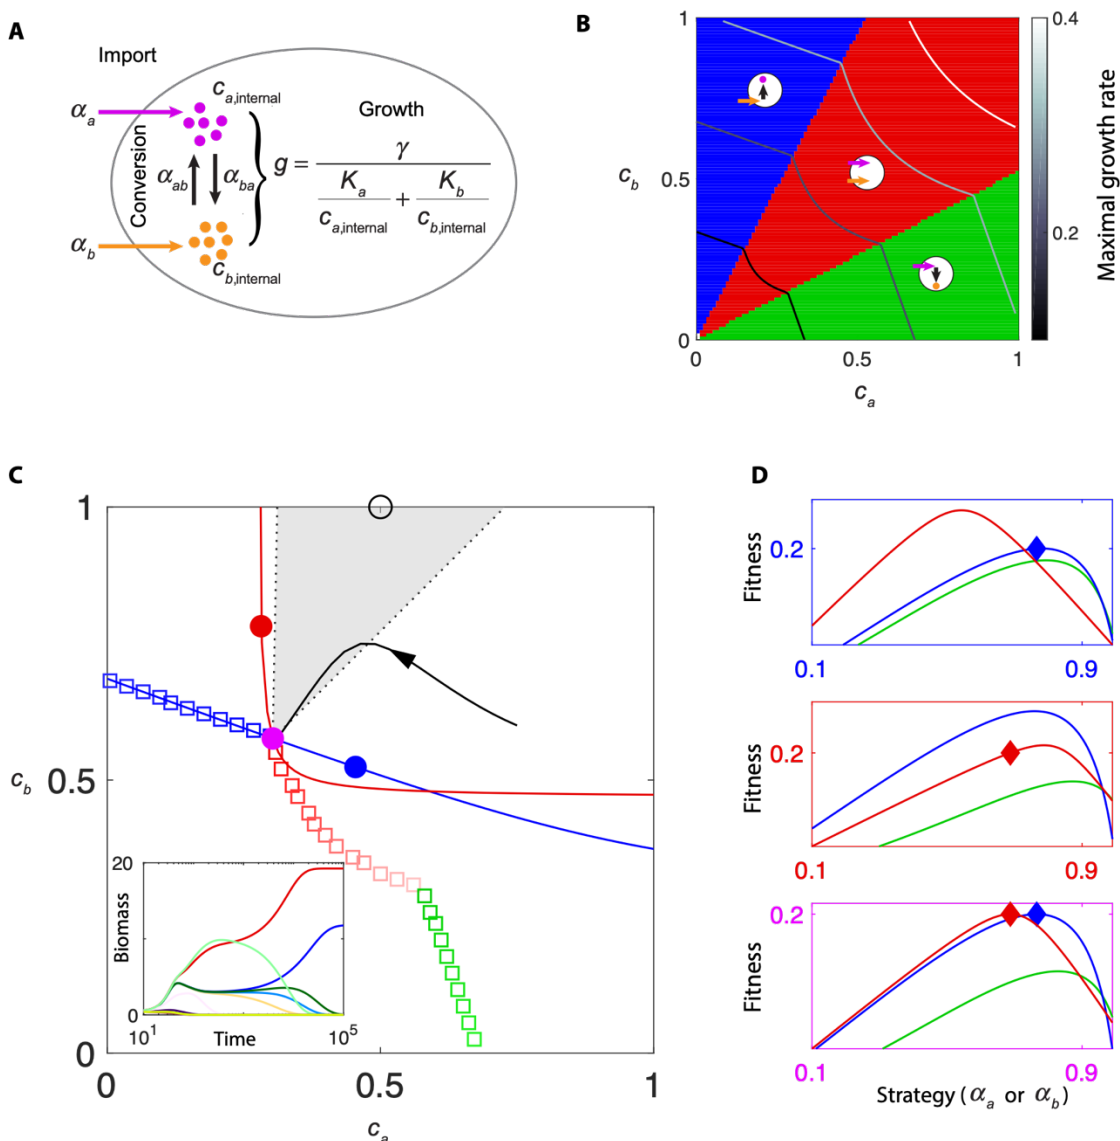 A
Import
α_a
c_a,internal
Conversion
α_ab
α_ba
α_b
c_b,internal
Growth
g = γ / (K_a / c_a,internal + K_b / c_b,internal)
B
1
0.5
0
c_b
0
0.5
1
c_a
0.4
0.2
Maximal growth rate
C
1
0.5
0
c_b
20
Biomass
0
10^1
Time
10^5
0
0.5
1
c_a
D
Fitness
0.2
0.1
0.9
Fitness
0.2
0.1
0.9
Fitness
0.2
0.1
0.9
Strategy (α_a or α_b)